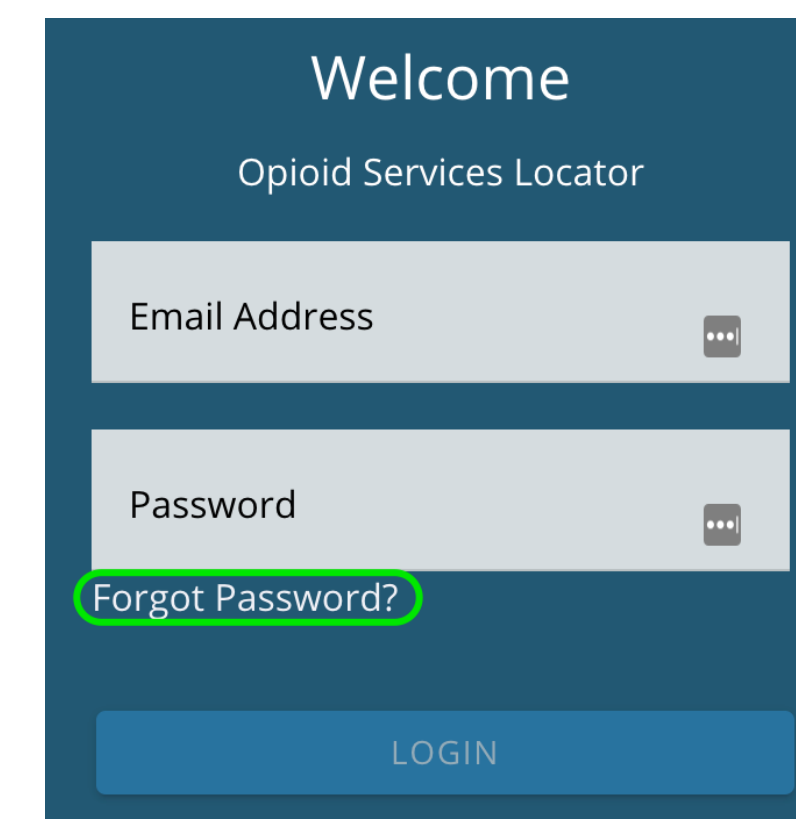 Welcome
Opioid Services Locator
Email Address
Password
Forgot Password?
LOGIN